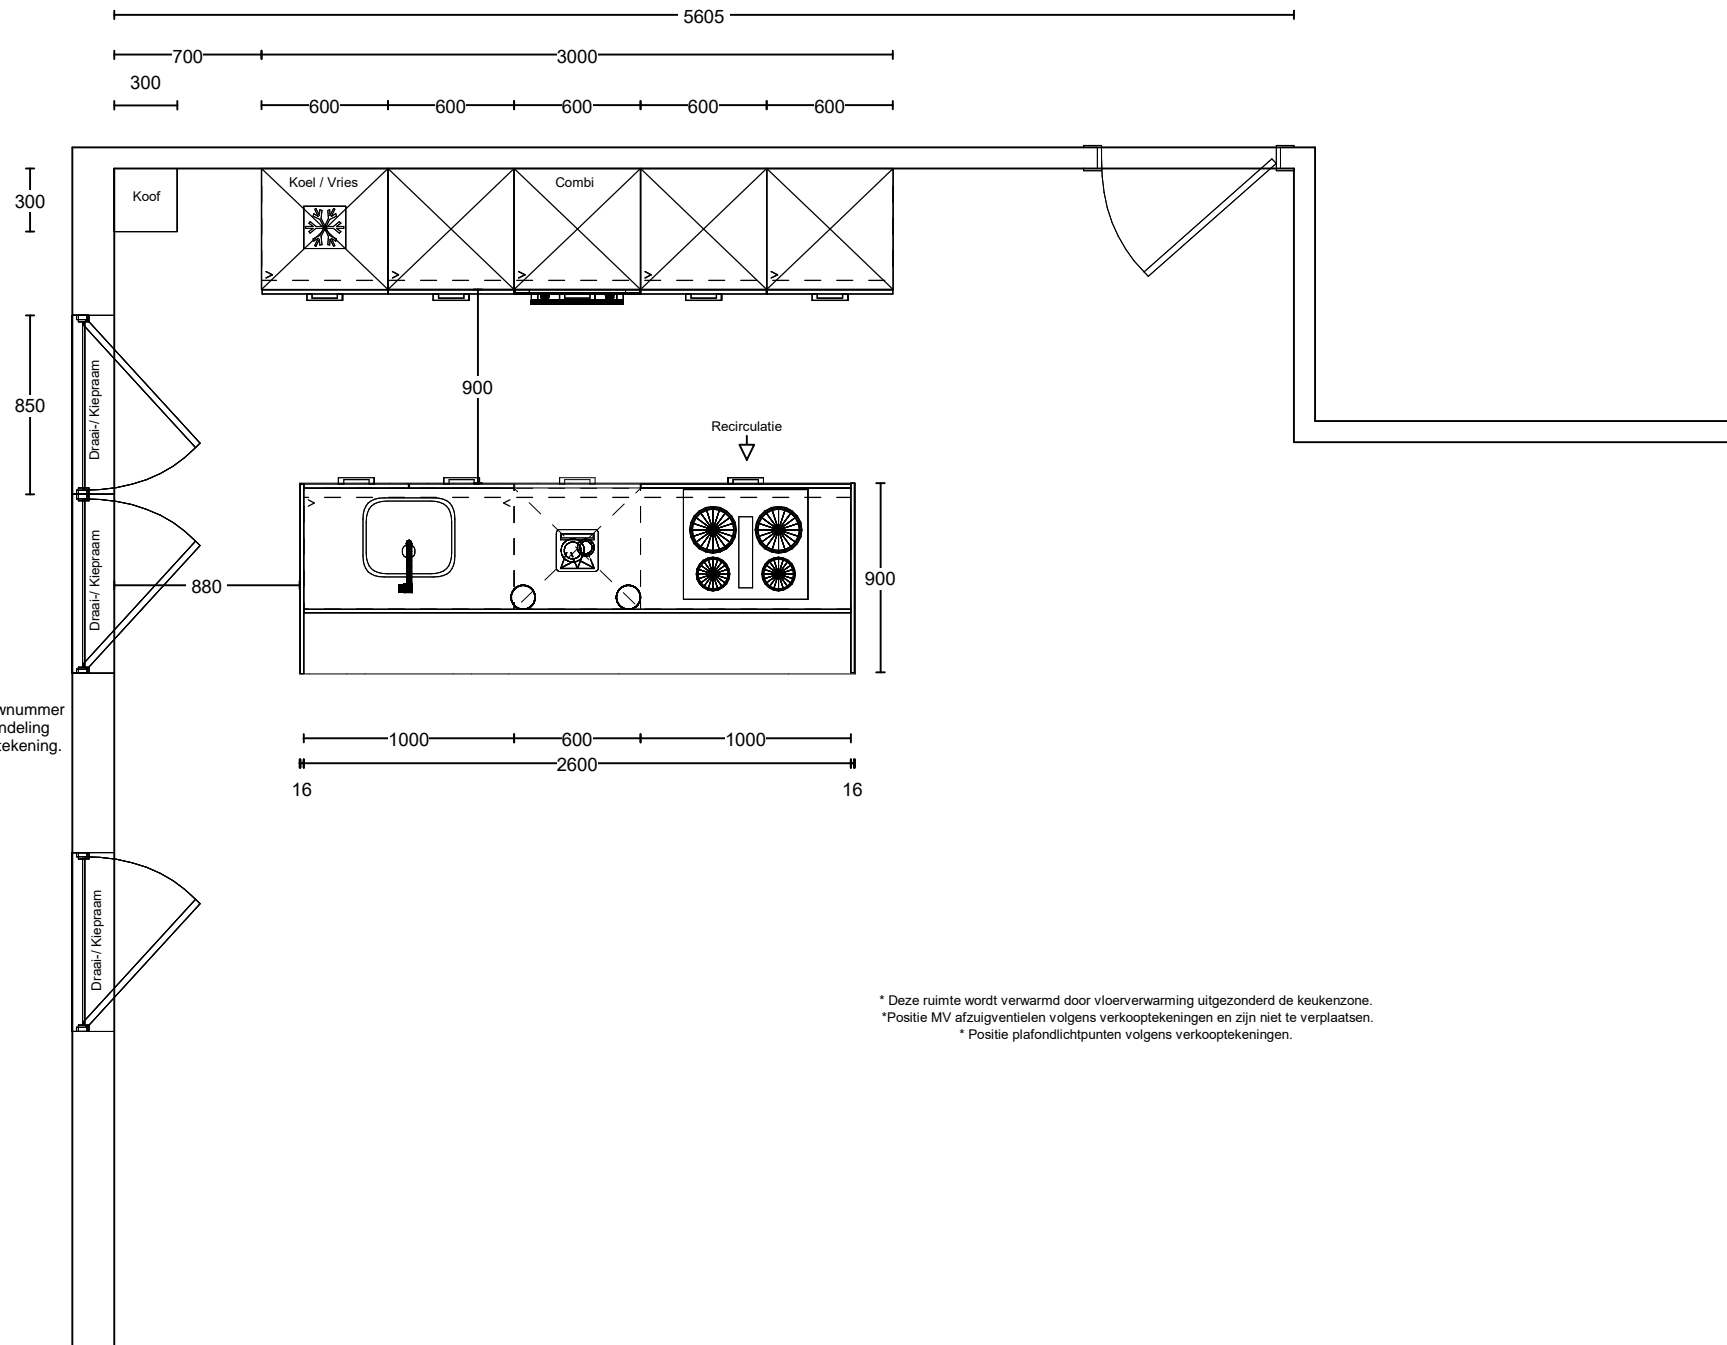 5605
700
3000
300
600
600
600
600
600
300
Koof
Koel / Vries
Combi
850
Draai-/ Kiepraam
900
Recirculatie
Draai-/ Kiepraam
880
900
ndeling
1000
600
1000
2600
16
16
Draai-/ Kiepraam
* Deze ruimte wordt verwarmd door vloerverwarming uitgezonderd de keukenzone.
*Positie MV afzuigventielen volgens verkooptekeningen en zijn niet te verplaatsen.
* Positie plafondlichtpunten volgens verkooptekeningen.